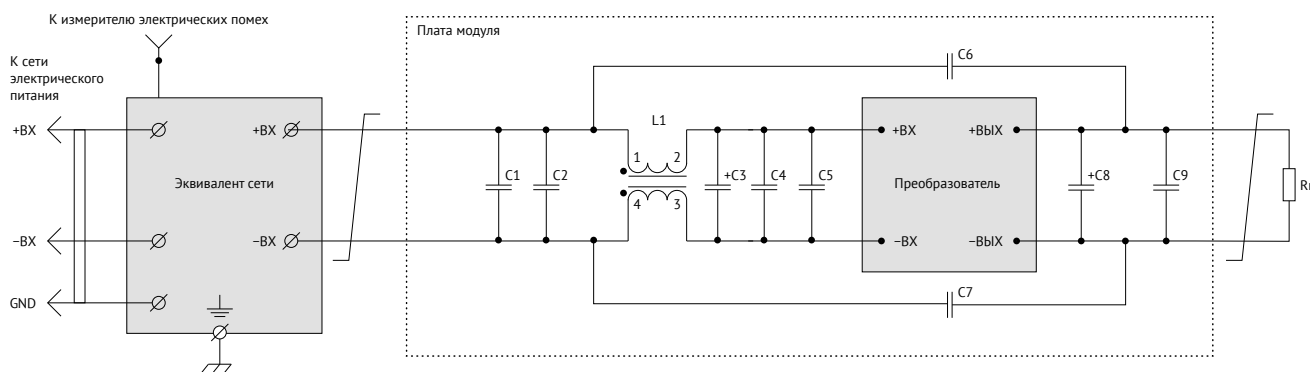 К измерителю электрических помех
Плата модуля
К сети
электрического
питания
C6
L1
+ВХ
+ВХ
+ВХ
+ВЫХ
1 2
C1
C2
+C3
C4
C5
Эквивалент сети
Преобразователь
+C8
C9
4 3
−ВХ
−ВХ
−ВХ
−ВЫХ
C7
GND